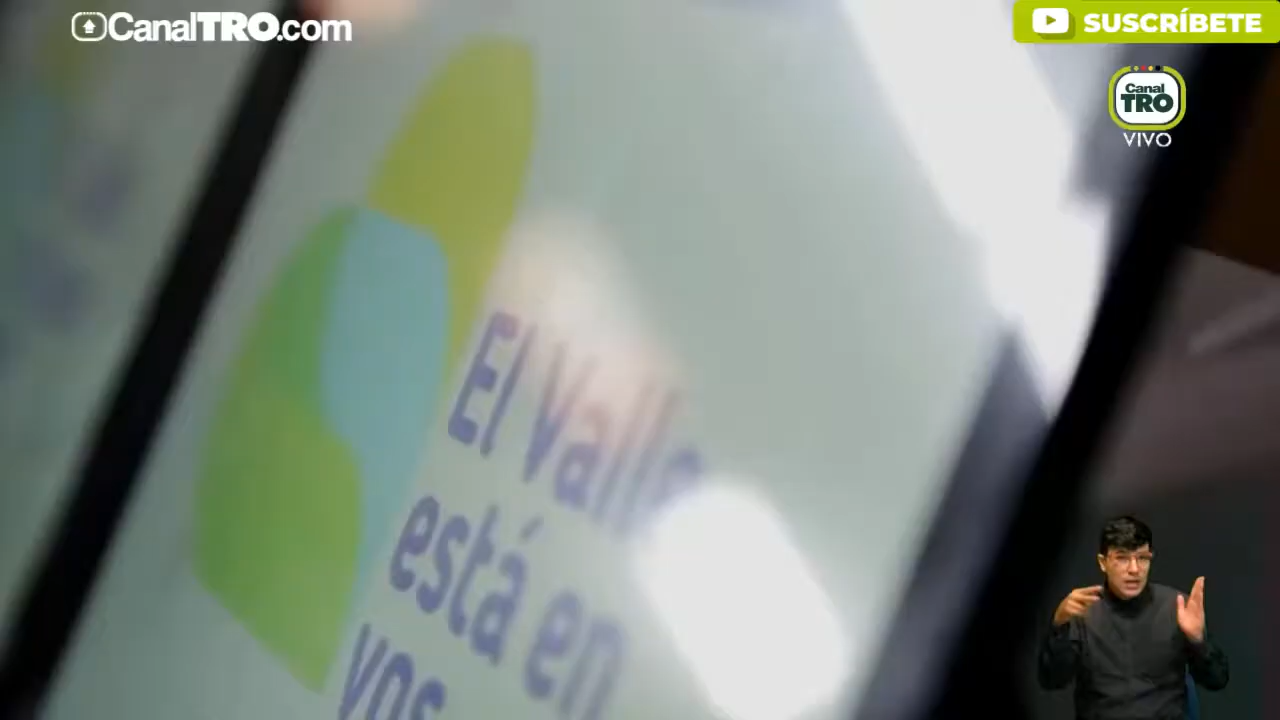 CanalTRO.com
SUSCRÍBETE
Canal
TRO
VIVO
El Valle
está en
vos